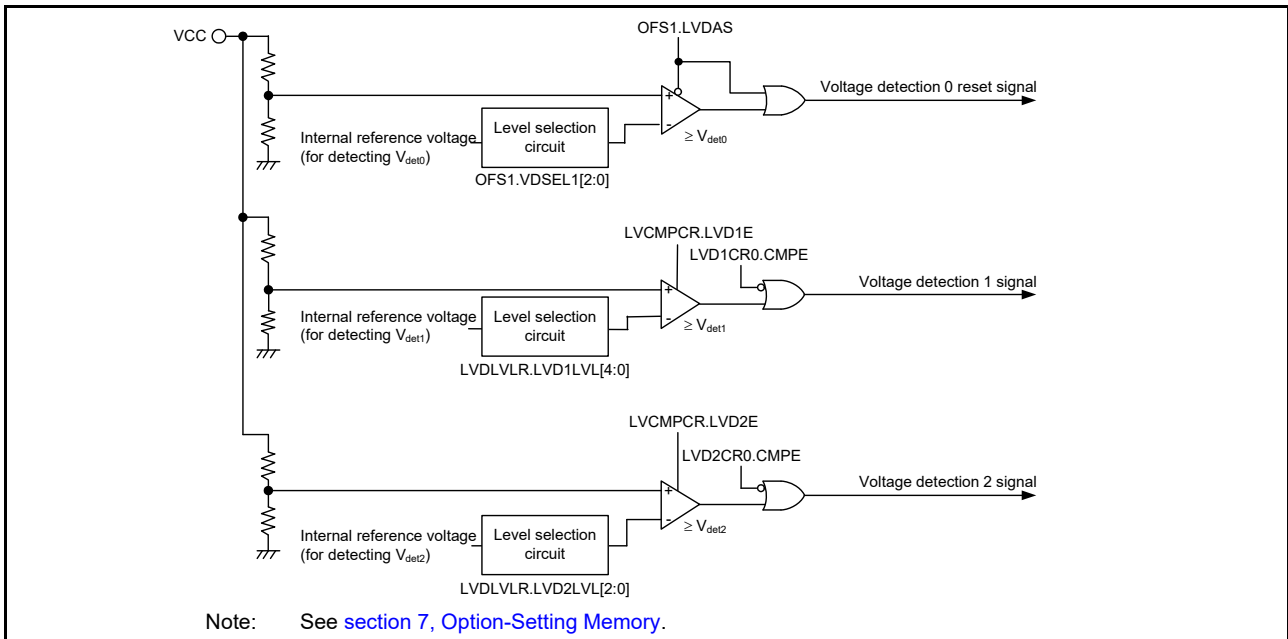 OFS1.LVDAS
VCC
Voltage detection 0 reset signal
+
-
Internal reference voltage
(for detecting Vdet0)
Level selection
circuit
≥ Vdet0
OFS1.VDSEL1[2:0]
LVCMPCR.LVD1E
LVD1CR0.CMPE
Voltage detection 1 signal
+
-
Internal reference voltage
(for detecting Vdet1)
Level selection
circuit
≥ Vdet1
LVDLVLR.LVD1LVL[4:0]
LVCMPCR.LVD2E
LVD2CR0.CMPE
Voltage detection 2 signal
+
-
Internal reference voltage
(for detecting Vdet2)
Level selection
circuit
≥ Vdet2
LVDLVLR.LVD2LVL[2:0]
Note: See section 7, Option-Setting Memory.